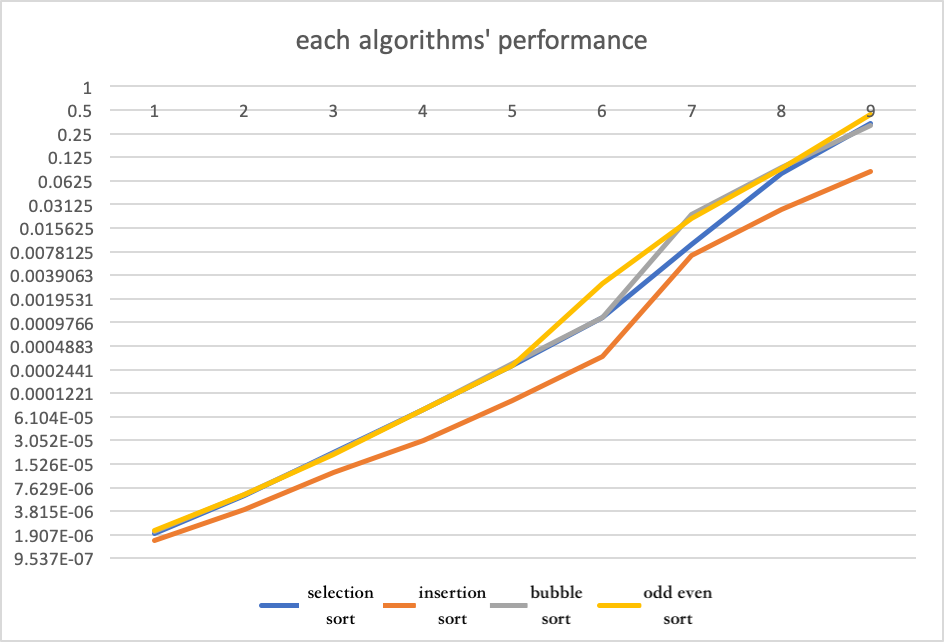 each algorithms' performance
1
0.5
1 2 3 4 5 6 7 8 9
0.25
0.125
0.0625
0.03125
0.015625
0.0078125
0.0039063
0.0019531
0.0009766
0.0004883
0.0002441
0.0001221
6.104E-05
3.052E-05
1.526E-05
7.629E-06
3.815E-06
1.907E-06
9.537E-07
selection insertion bubble odd even
sort sort sort sort